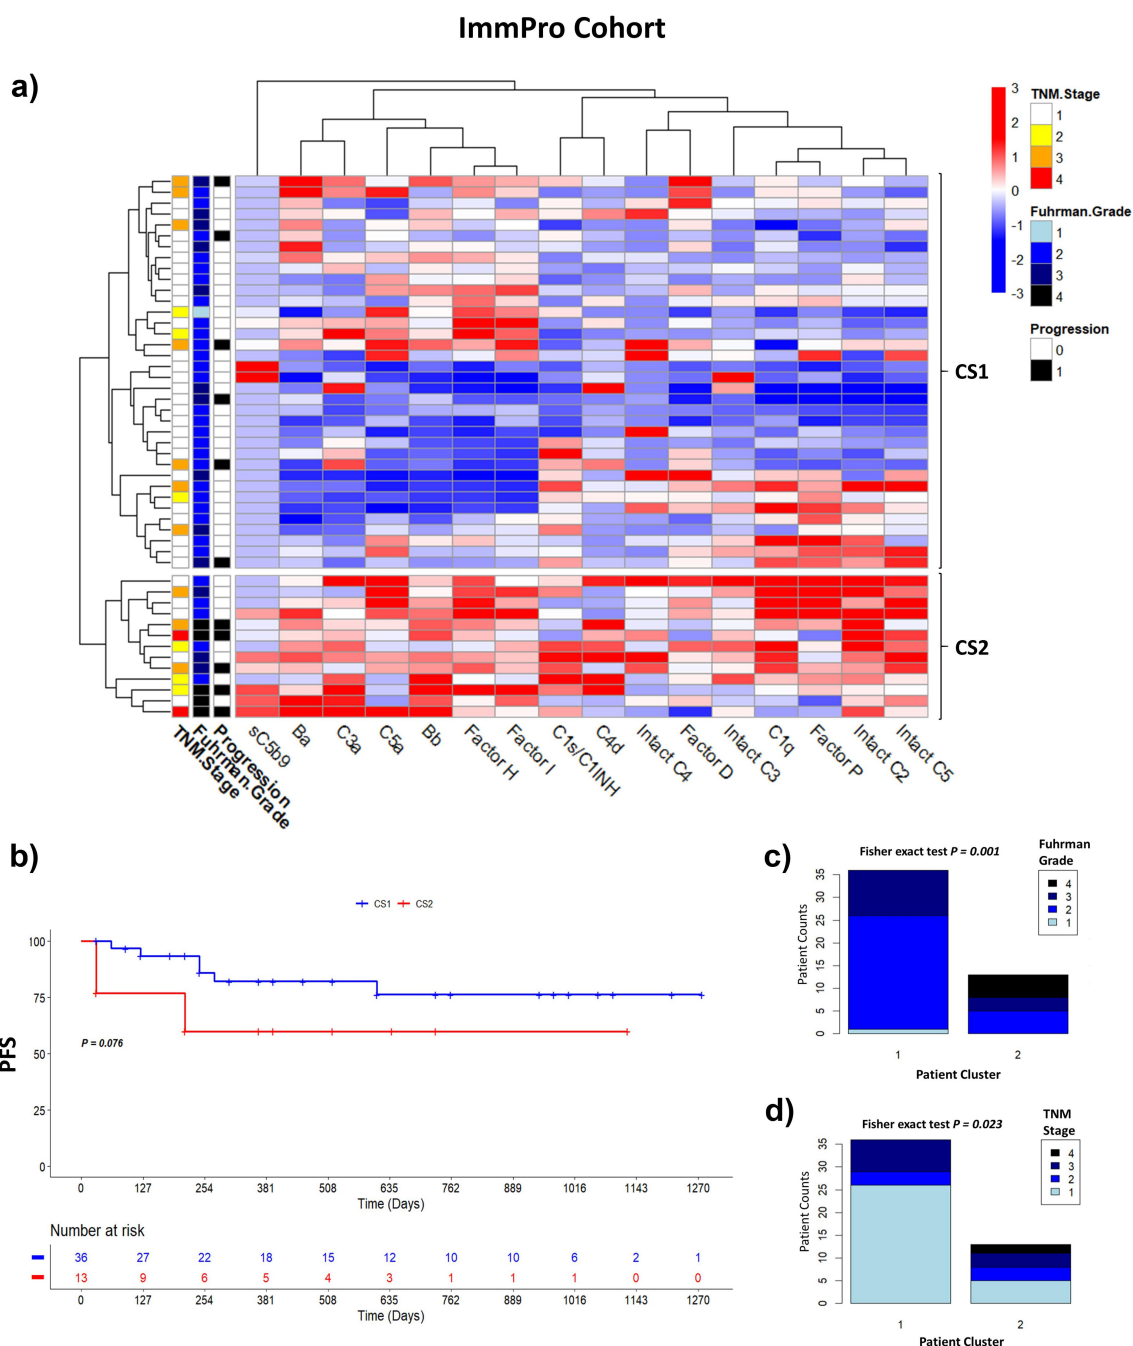 ImmPro Cohort
a)
3
2
1
0
-1
-2
-3
TNM.Stage
1
2
3
4
Fuhrman.Grade
1
2
3
4
Progression
0
1
CS1
CS2
TNM.Stage
Fuhrman.Grade
Progression
sC5b9
Ba
C3a
C5a
Bb
Factor H
Factor I
C1s/C1INH
C4d
Intact C4
Factor D
Intact C3
C1q
Factor P
Intact C2
Intact C5
b)
CS1 CS2
PFS
100
75
50
25
0
P = 0.076
0 127 254 381 508 635 762 889 1016 1143 1270
Time (Days)
Number at risk
36 27 22 18 15 12 10 10 6 2 1
13 9 6 5 4 3 1 1 1 0 0
0 127 254 381 508 635 762 889 1016 1143 1270
Time (Days)
c)
Fisher exact test P = 0.001
Fuhrman
Grade
4
3
2
1
Patient Counts
35
30
25
20
15
10
5
0
1 2
Patient Cluster
d)
Fisher exact test P = 0.023
TNM
Stage
4
3
2
1
Patient Counts
35
30
25
20
15
10
5
0
1 2
Patient Cluster